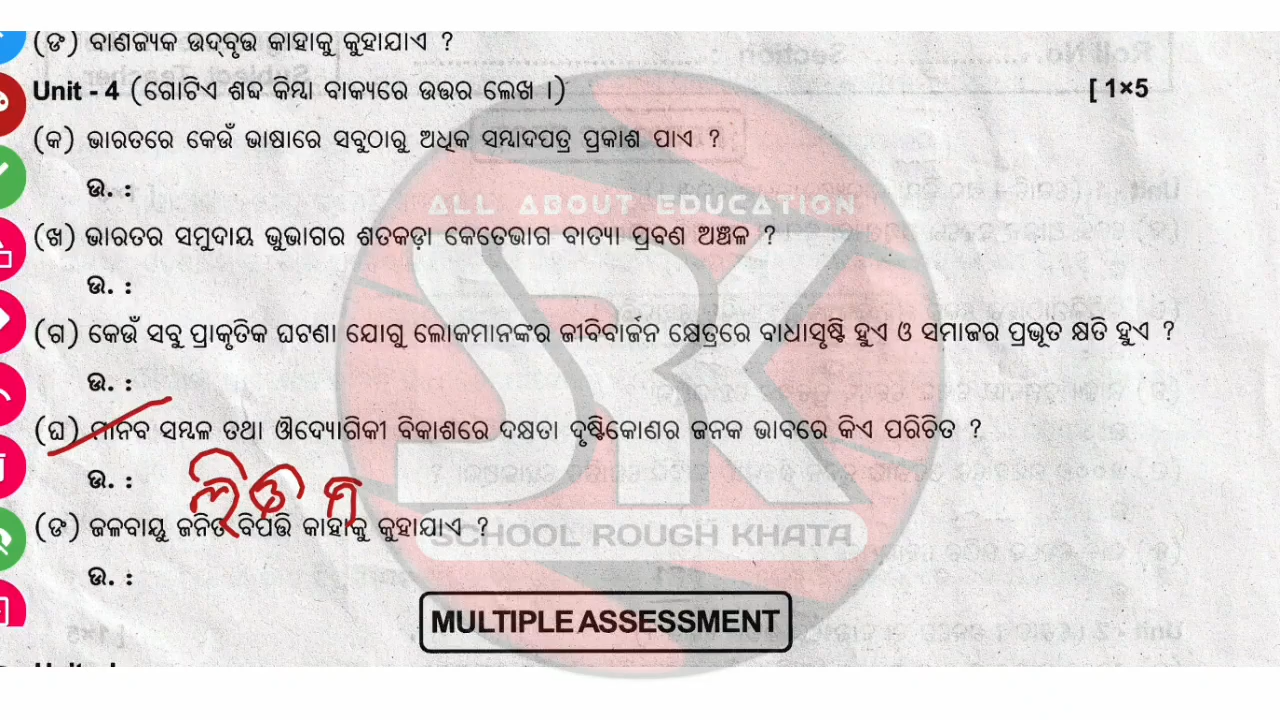 (ଙ) ବାଣିଜ୍ୟିକ ଉଦ୍‌ବୃତ୍ତ କାହାକୁ କୁହାଯାଏ ?
Unit - 4 (ଗୋଟିଏ ଶବ୍ଦ କିମ୍ବା ବାକ୍ୟରେ ଉତ୍ତର ଲେଖ ।) [ 1×5
(କ) ଭାରତରେ କେଉଁ ଭାଷାରେ ସବୁଠାରୁ ଅଧିକ ସମ୍ବାଦପତ୍ର ପ୍ରକାଶ ପାଏ ?
ଉ. :
ALL ABOUT EDUCATION
(ଖ) ଭାରତର ସମୁଦାୟ ଭୂଭାଗର ଶତକଡ଼ା କେତେଭାଗ ବାତ୍ୟା ପ୍ରବଣ ଅଞ୍ଚଳ ?
ଉ. :
SRK
(ଗ) କେଉଁ ସବୁ ପ୍ରାକୃତିକ ଘଟଣା ଯୋଗୁ ଲୋକମାନଙ୍କର ଜୀବିକାର୍ଜନ କ୍ଷେତ୍ରରେ ବାଧାସୃଷ୍ଟି ହୁଏ ଓ ସମାଜର ପ୍ରଭୂତ କ୍ଷତି ହୁଏ ?
ଉ. :
(ଘ) ମାନବ ସମ୍ବଳ ତଥା ଔଦ୍ୟୋଗିକୀ ବିକାଶରେ ଦକ୍ଷତା ଦୃଷ୍ଟିକୋଣର ଜନକ ଭାବରେ କିଏ ପରିଚିତ ?
ଉ. :
(ଙ) ଜଳବାୟୁ ଜନିତ ବିପତ୍ତି କାହାକୁ କୁହାଯାଏ ?
SCHOOL ROUGH KHATA
ଉ. :
MULTIPLE ASSESSMENT